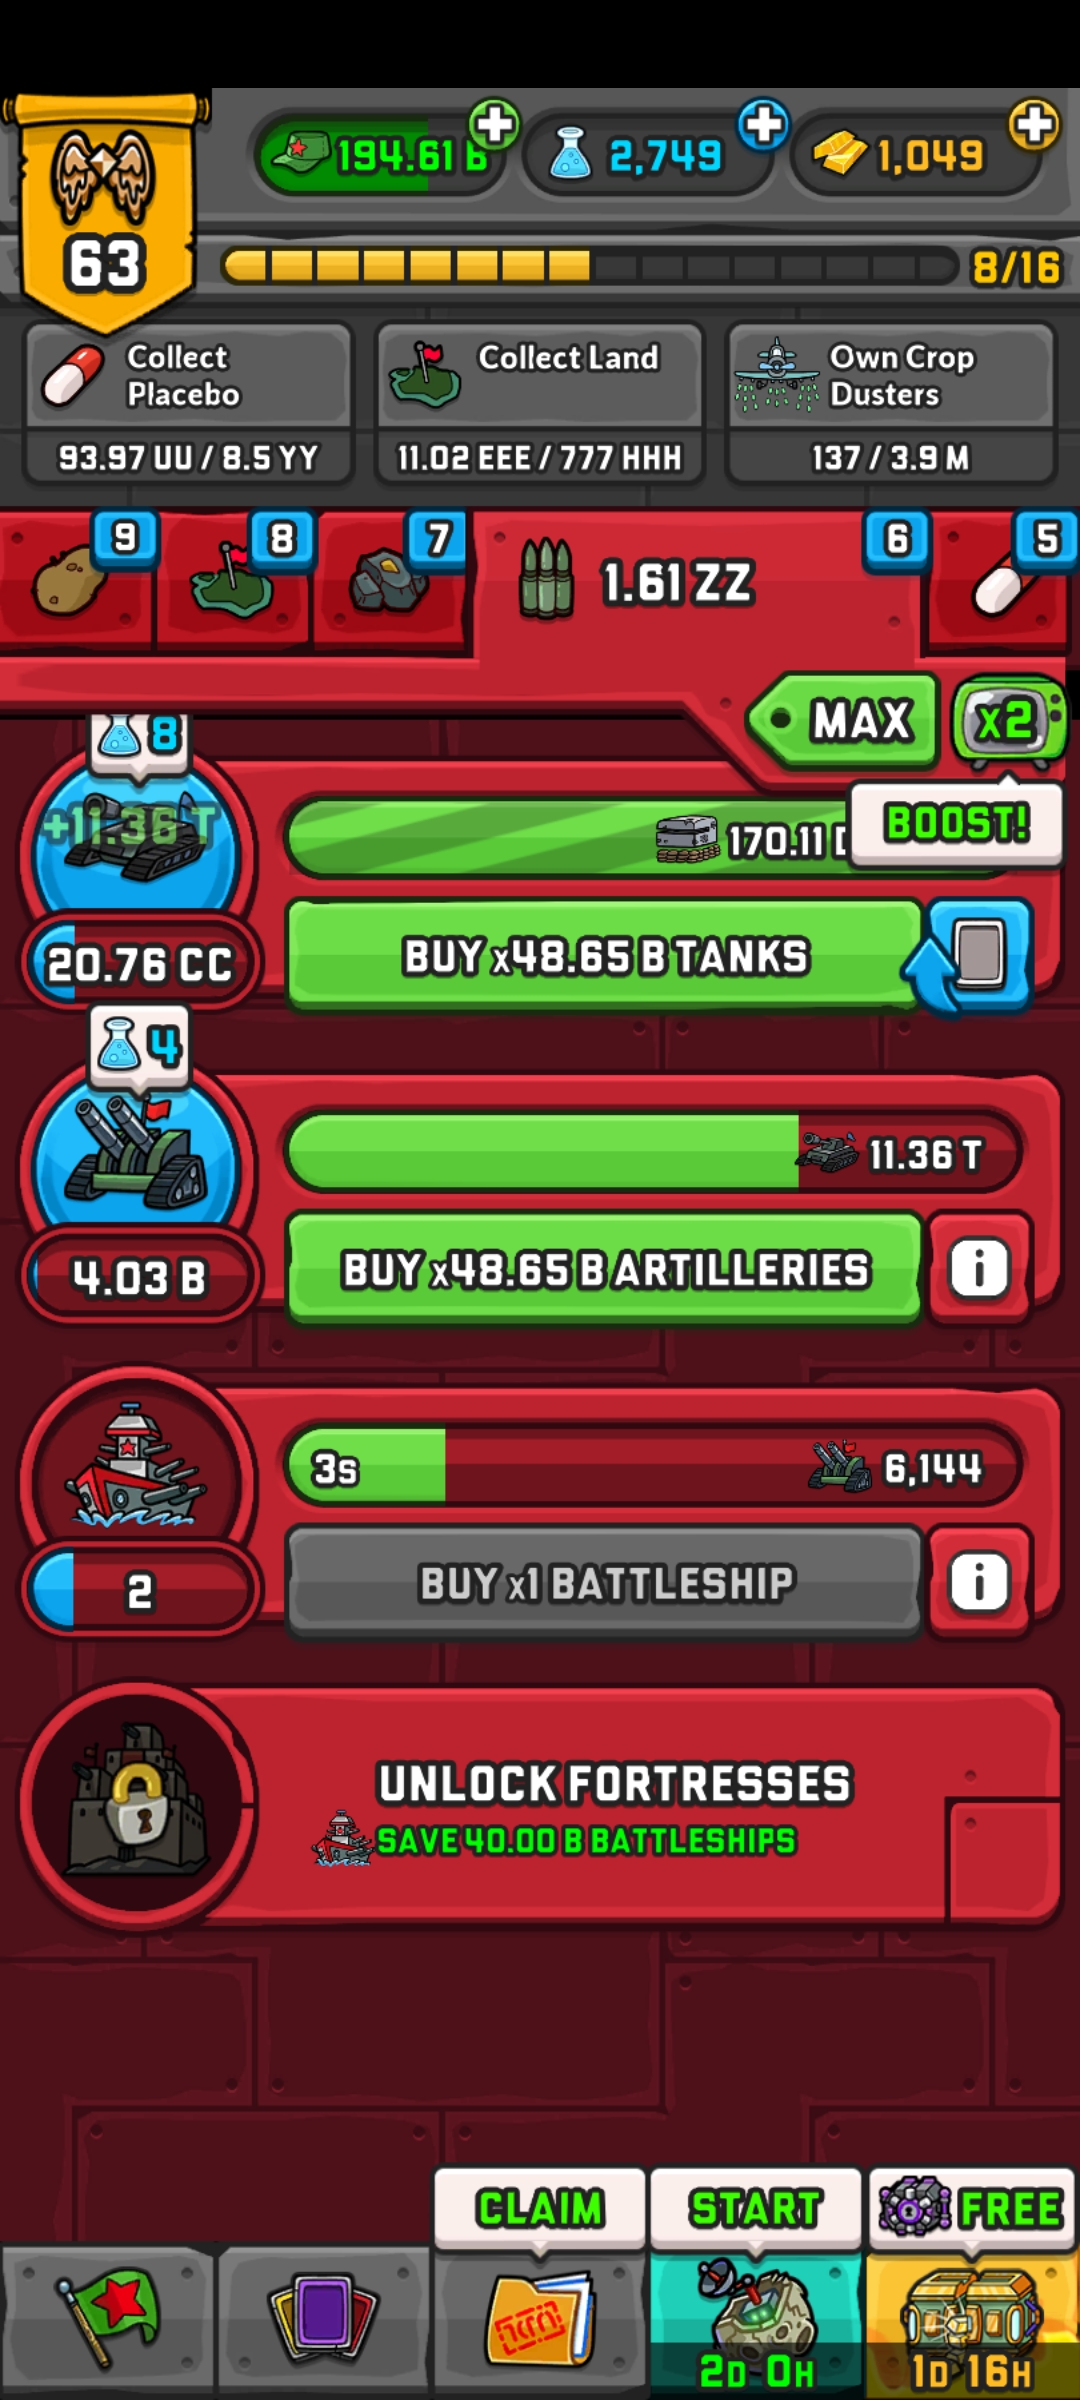 194.61 B
2,749
1,049
63
8/16
Collect
Placebo
93.97 UU / 8.5 YY
Collect Land
11.02 EEE / 777 HHH
Own Crop
Dusters
137 / 3.9 M
9
8
7
1.61 ZZ
6
5
MAX
x2
BOOST!
8
+11.36 T
170.11
20.76 CC
BUY x48.65 B TANKS
4
11.36 T
4.03 B
BUY x48.65 B ARTILLERIES
i
3s
6,144
2
BUY x1 BATTLESHIP
i
UNLOCK FORTRESSES
SAVE 40.00 B BATTLESHIPS
CLAIM
START
FREE
2D 0H
1D 16H